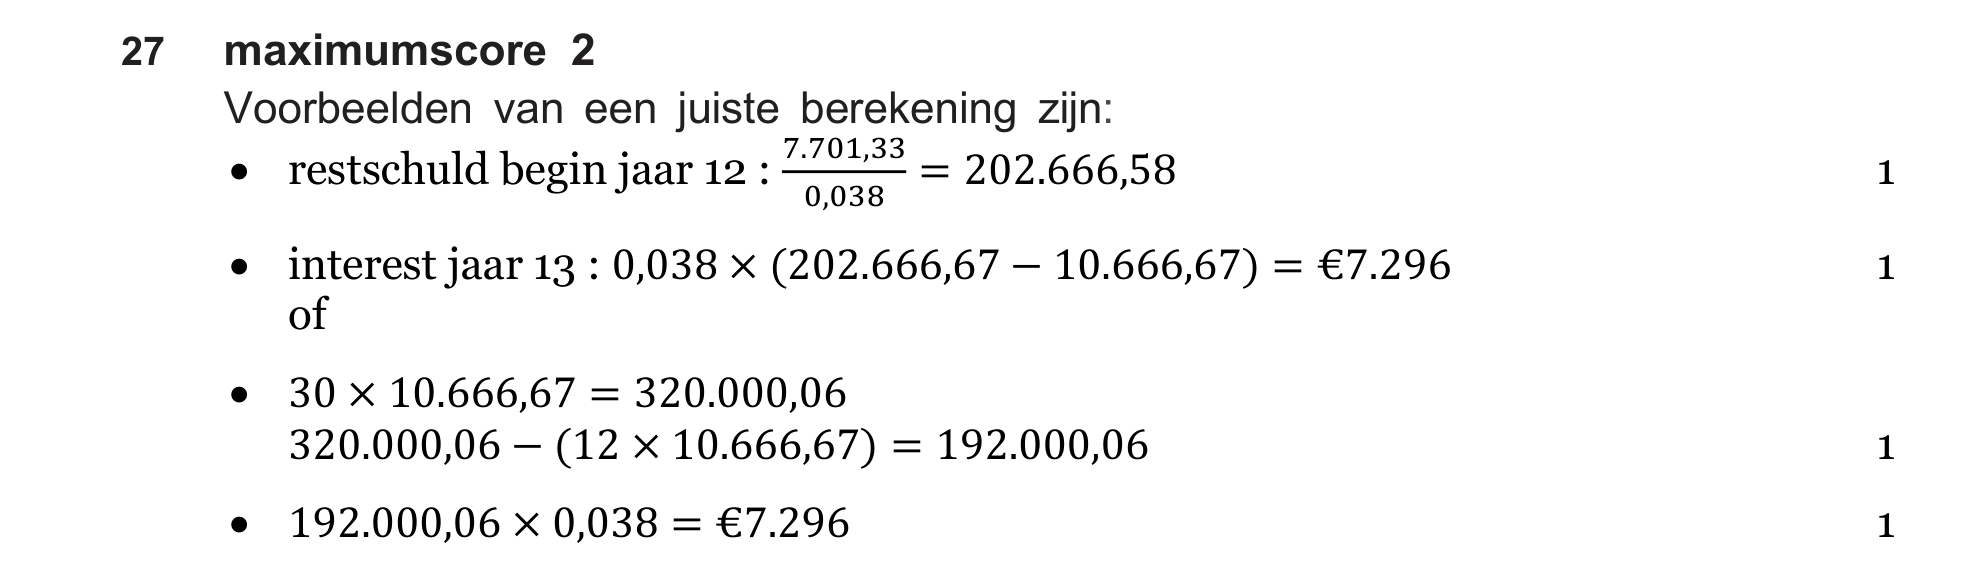 27 maximumscore 2
Voorbeelden van een juiste berekening zijn:
• restschuld begin jaar 12 : 7.701,33 / 0,038 = 202.666,58 1
• interest jaar 13 : 0,038 × (202.666,67 − 10.666,67) = €7.296 1
of
• 30 × 10.666,67 = 320.000,06
320.000,06 − (12 × 10.666,67) = 192.000,06 1
• 192.000,06 × 0,038 = €7.296 1